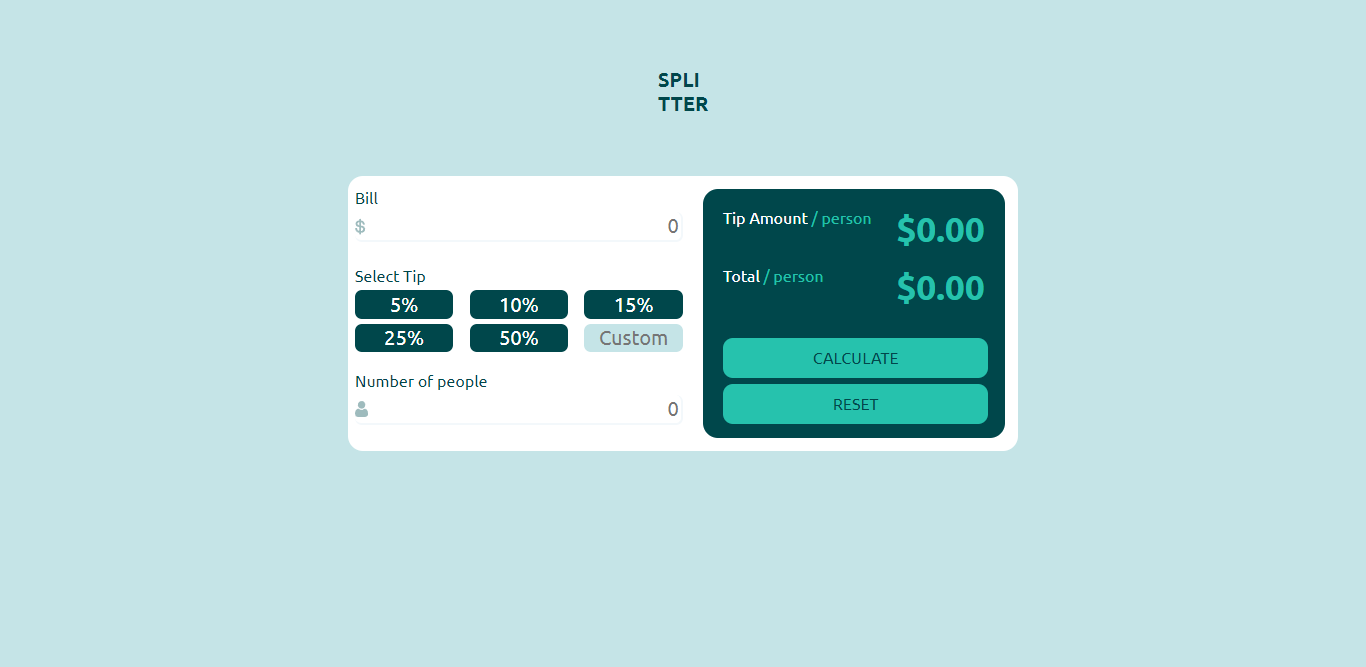 SPLI
TTER
Bill
$ 0
Select Tip
5% 10% 15%
25% 50% Custom
Number of people
0
Tip Amount / person $0.00
Total / person $0.00
CALCULATE
RESET